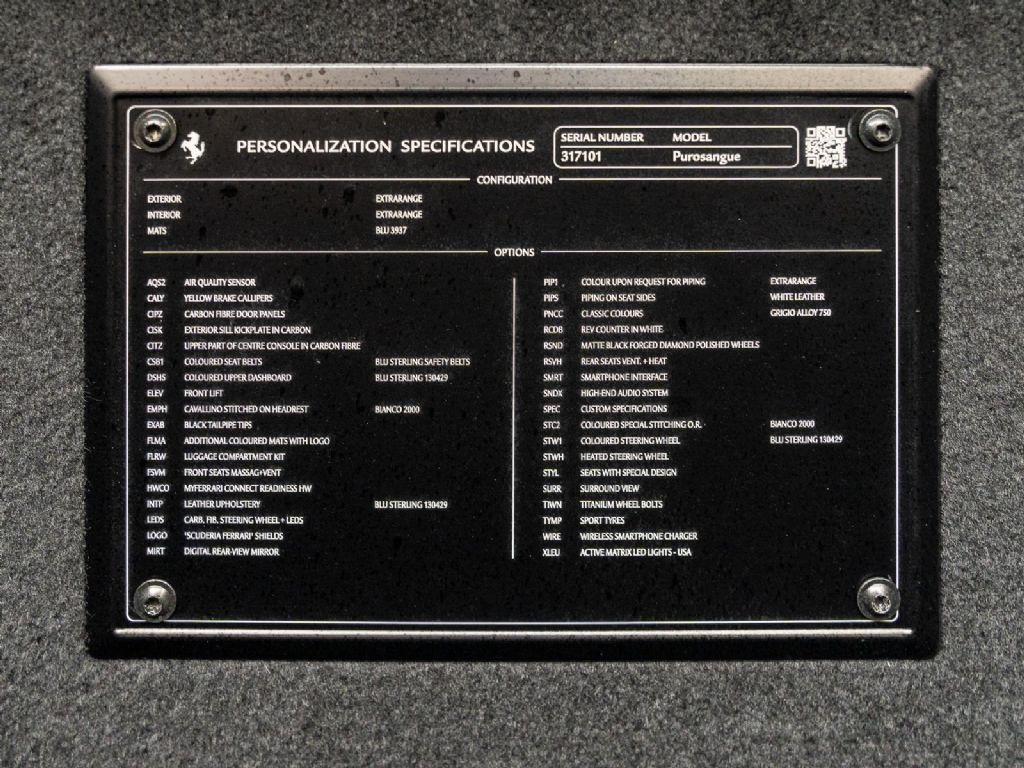 PERSONALIZATION SPECIFICATIONS
SERIAL NUMBER MODEL
317101 Purosangue
CONFIGURATION
EXTERIOR EXTRARANGE
INTERIOR EXTRARANGE
MATS BLU 3937
OPTIONS
AQS2 AIR QUALITY SENSOR
CALY YELLOW BRAKE CALLIPERS
CIPZ CARBON FIBRE DOOR PANELS
CISK EXTERIOR SILL KICKPLATE IN CARBON
CITZ UPPER PART OF CENTRE CONSOLE IN CARBON FIBRE
CSB1 COLOURED SEAT BELTS BLU STERLING SAFETY BELTS
DSHS COLOURED UPPER DASHBOARD BLU STERLING 130429
ELEV FRONT LIFT
EMPH CAVALLINO STITCHED ON HEADREST BIANCO 2000
EXAB BLACK TAILPIPE TIPS
FLMA ADDITIONAL COLOURED MATS WITH LOGO
FLRW LUGGAGE COMPARTMENT KIT
FSVM FRONT SEATS MASSAG+VENT
HWCO MYFERRARI CONNECT READINESS HW
INTP LEATHER UPHOLSTERY BLU STERLING 130429
LEDS CARB. FIB. STEERING WHEEL + LEDS
LOGO "SCUDERIA FERRARI" SHIELDS
MIRT DIGITAL REAR-VIEW MIRROR
PIP1 COLOUR UPON REQUEST FOR PIPING EXTRARANGE
PIPS PIPING ON SEAT SIDES WHITE LEATHER
PNCC CLASSIC COLOURS GRIGIO ALLOY 750
RCDB REV COUNTER IN WHITE
RSND MATTE BLACK FORGED DIAMOND POLISHED WHEELS
RSVH REAR SEATS VENT. + HEAT
SMRT SMARTPHONE INTERFACE
SNDX HIGH-END AUDIO SYSTEM
SPEC CUSTOM SPECIFICATIONS
STC2 COLOURED SPECIAL STITCHING O.R. BIANCO 2000
STW1 COLOURED STEERING WHEEL BLU STERLING 130429
STWH HEATED STEERING WHEEL
STYL SEATS WITH SPECIAL DESIGN
SURR SURROUND VIEW
TIWN TITANIUM WHEEL BOLTS
TYMP SPORT TYRES
WIRE WIRELESS SMARTPHONE CHARGER
XLEU ACTIVE MATRIX LED LIGHTS - USA